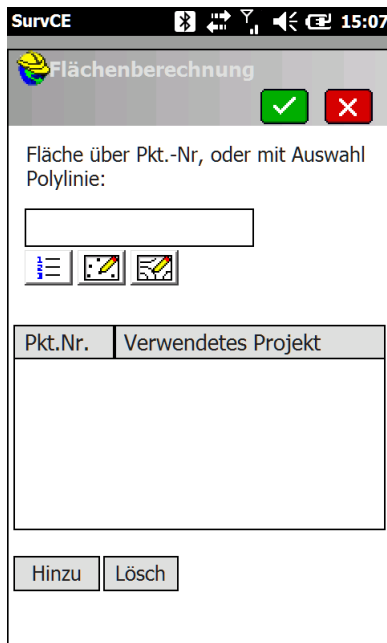 SurvCE 15:07
Flächenberechnung
Fläche über Pkt.-Nr, oder mit Auswahl
Polylinie:
Pkt.Nr. Verwendetes Projekt
Hinzu Lösch